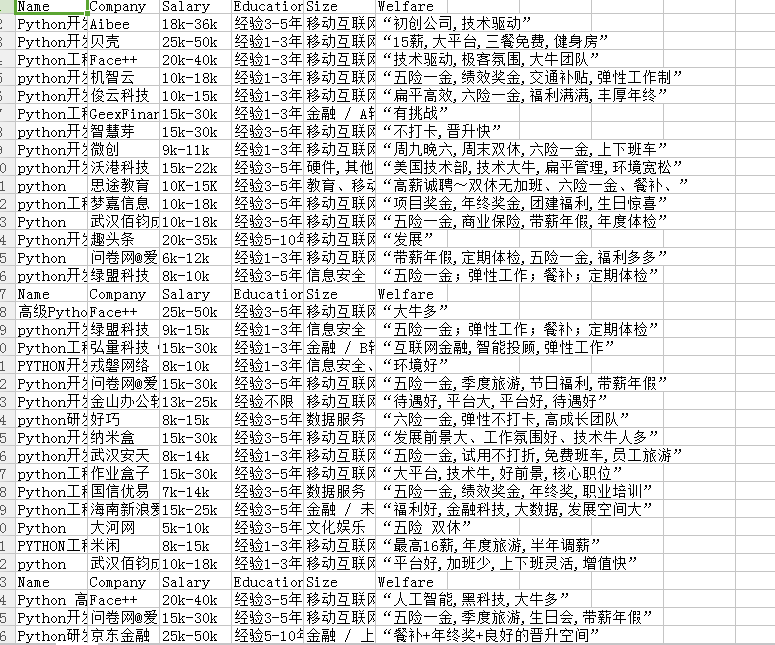 Name Company Salary Education Size Welfare
Python开发 Aibee 18k-36k 经验3-5年 移动互联网 “初创公司,技术驱动”
Python开发 贝壳 25k-50k 经验3-5年 移动互联网 “15薪,大平台,三餐免费,健身房”
Python工程 Face++ 20k-40k 经验1-3年 移动互联网 “技术驱动,极客氛围,大牛团队”
python开发 机智云 10k-18k 经验1-3年 移动互联网 “五险一金,绩效奖金,交通补贴,弹性工作制”
python开发 俊云科技 10k-15k 经验1-3年 移动互联网 “扁平高效,六险一金,福利满满,丰厚年终”
Python工程 GeexFinan 15k-30k 经验1-3年 金融 / A轮 “有挑战”
python开发 智慧芽 15k-30k 经验3-5年 移动互联网 “不打卡,晋升快”
Python开发 微创 9k-11k 经验1-3年 移动互联网 “周九晚六,周末双休,六险一金,上下班车”
python开发 沃港科技 15k-22k 经验3-5年 硬件,其他 “美国技术部,技术大牛,扁平管理,环境宽松”
python 思途教育 10K-15K 经验3-5年 教育、移动 “高薪诚聘～双休无加班、六险一金、餐补、”
python工程 梦嘉信息 10k-18k 经验3-5年 移动互联网 “项目奖金,年终奖金,团建福利,生日惊喜”
Python 武汉佰钧成 10k-18k 经验3-5年 移动互联网 “五险一金,商业保险,带薪年假,年度体检”
Python开发 趣头条 20k-35k 经验5-10年 移动互联网 “发展”
Python 问卷网@爱 6k-12k 经验1-3年 移动互联网 “带薪年假,定期体检,五险一金,福利多多”
python开发 绿盟科技 8k-10k 经验3-5年 信息安全 “五险一金；弹性工作；餐补；定期体检”
Name Company Salary Education Size Welfare
高级Pytho Face++ 25k-50k 经验3-5年 移动互联网 “大牛多”
python开发 绿盟科技 9k-15k 经验1-3年 信息安全 “五险一金；弹性工作；餐补；定期体检”
Python工程 弘量科技 15k-30k 经验1-3年 金融 / B轮 “互联网金融,智能投顾,弹性工作”
PYTHON开发 戎磐网络 8k-10k 经验1-3年 信息安全、 “环境好”
Python开发 问卷网@爱 15k-30k 经验3-5年 移动互联网 “五险一金,季度旅游,节日福利,带薪年假”
Python开发 金山办公软 13k-25k 经验不限 移动互联网 “待遇好,平台大,平台好,待遇好”
python研发 好巧 8k-15k 经验3-5年 数据服务 “六险一金,弹性不打卡,高成长团队”
Python开发 纳米盒 15k-30k 经验3-5年 移动互联网 “发展前景大、工作氛围好、技术牛人多”
python开发 武汉安天 8k-14k 经验1-3年 移动互联网 “五险一金,试用不打折,免费班车,员工旅游”
Python工程 作业盒子 15k-30k 经验3-5年 移动互联网 “大平台,技术牛,好前景,核心职位”
Python开发 国信优易 7k-14k 经验3-5年 数据服务 “五险一金,绩效奖金,年终奖,职业培训”
Python工程 海南新浪爱 15k-25k 经验3-5年 金融 / 未 “福利好,金融科技,大数据,发展空间大”
Python 大河网 5k-10k 经验3-5年 文化娱乐 “五险 双休”
PYTHON工程 米闲 8k-15k 经验1-3年 移动互联网 “最高16薪,年度旅游,半年调薪”
python 武汉佰钧成 10k-18k 经验1-3年 移动互联网 “平台好,加班少,上下班灵活,增值快”
Name Company Salary Education Size Welfare
Python 高 Face++ 20k-40k 经验3-5年 移动互联网 “人工智能,黑科技,大牛多”
Python开发 问卷网@爱 15k-30k 经验3-5年 移动互联网 “五险一金,季度旅游,生日会,带薪年假”
Python研发 京东金融 25k-50k 经验5-10年 金融 / 上 “餐补+年终奖+良好的晋升空间”